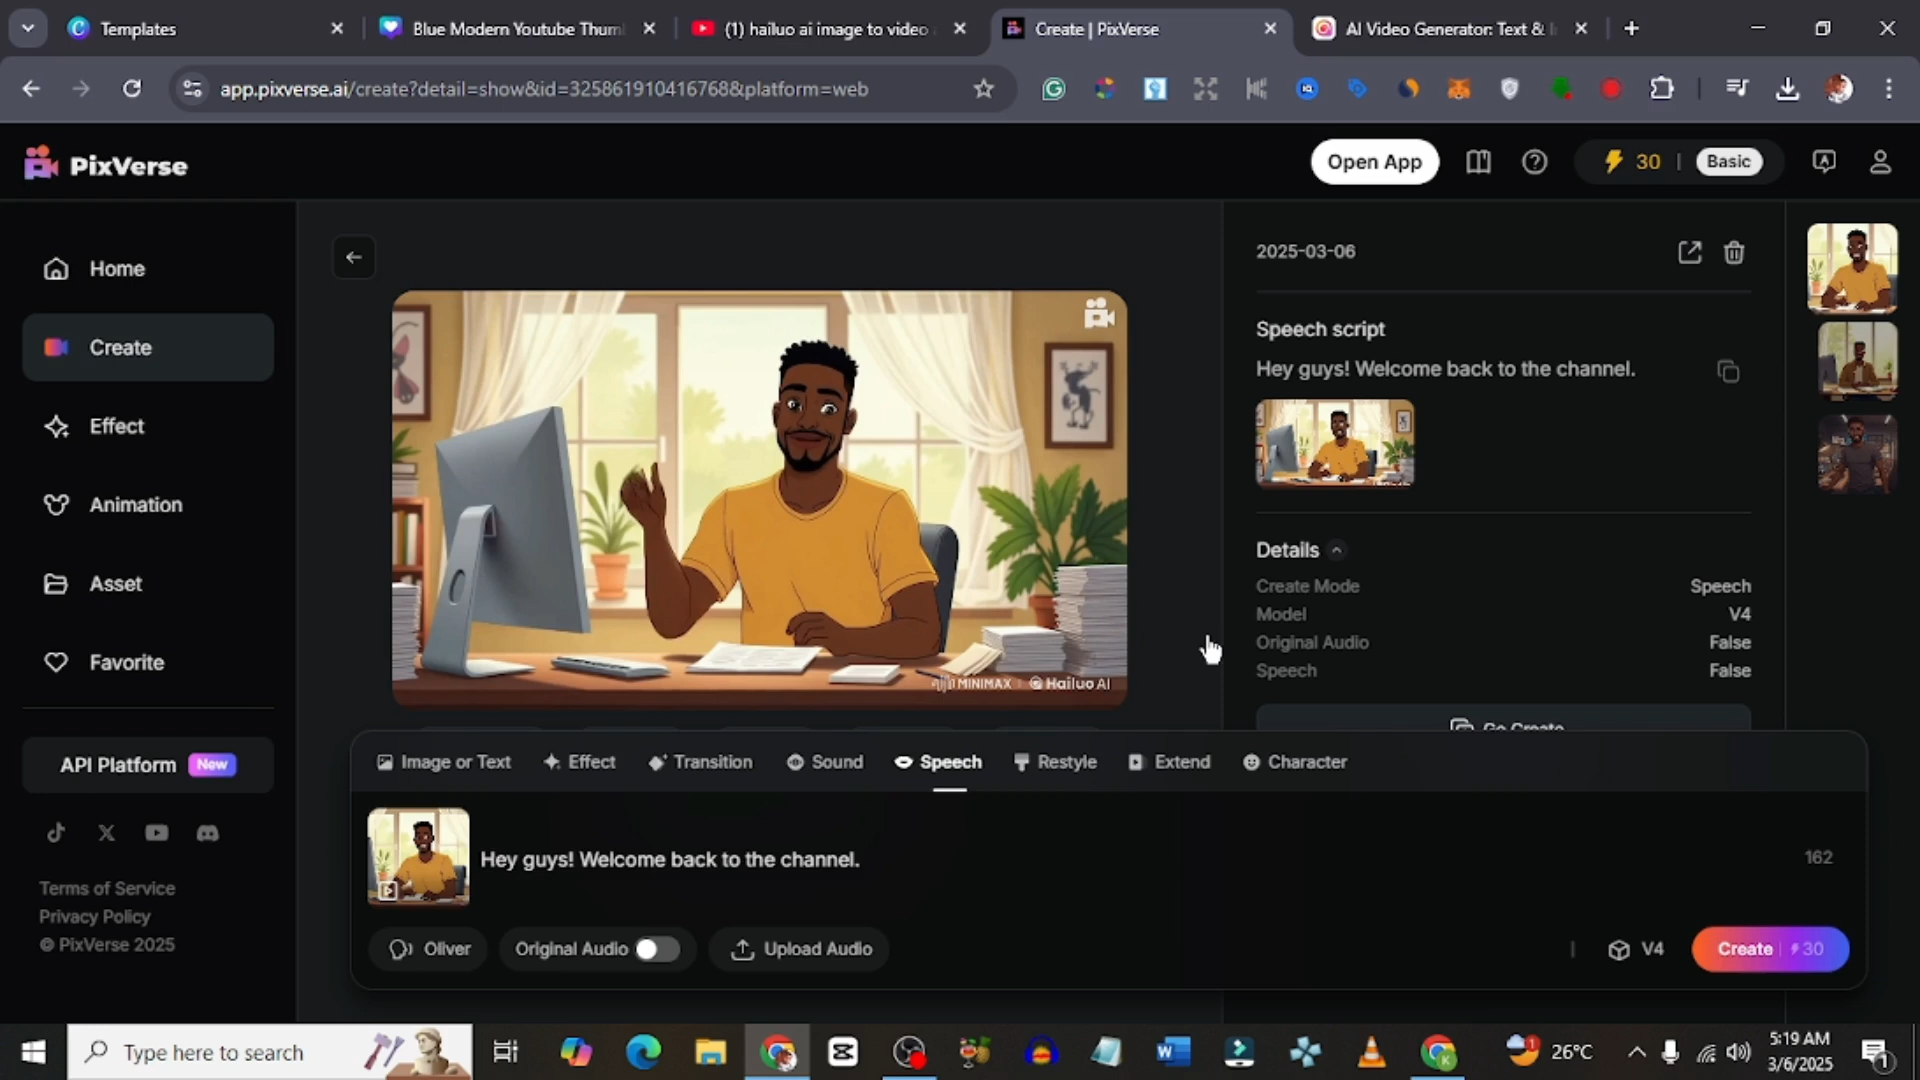 Templates
Blue Modern Youtube Thum
(1) hailuo ai image to video
Create | PixVerse
AI Video Generator: Text & I
app.pixverse.ai/create?detail=show&id=325861910416768&platform=web
PixVerse
Open App
30
Basic
Home
Create
Effect
Animation
Asset
Favorite
API Platform
New
Terms of Service
Privacy Policy
© PixVerse 2025
MINIMAX
Hailuo AI
2025-03-06
Speech script
Hey guys! Welcome back to the channel.
Details
Create Mode Speech
Model V4
Original Audio False
Speech False
Go Create
Image or Text
Effect
Transition
Sound
Speech
Restyle
Extend
Character
Hey guys! Welcome back to the channel.
162
Oliver
Original Audio
Upload Audio
V4
Create
30
Type here to search
26°C
5:19 AM
3/6/2025